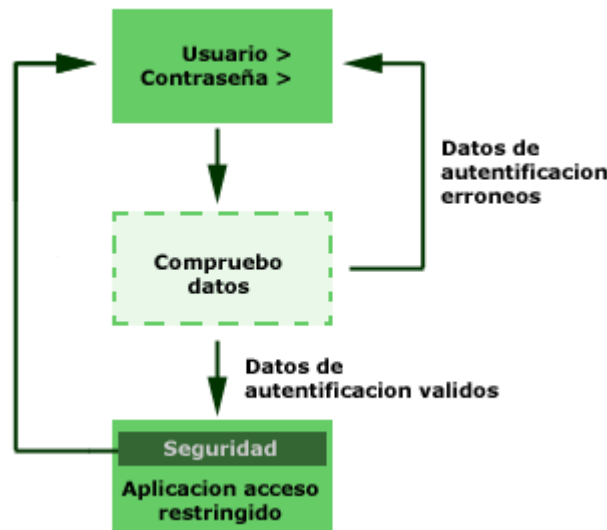 Usuario >
Contraseña >
Datos de
autentificacion
erroneos
Compruebo
datos
Datos de
autentificacion validos
Seguridad
Aplicacion acceso
restringido